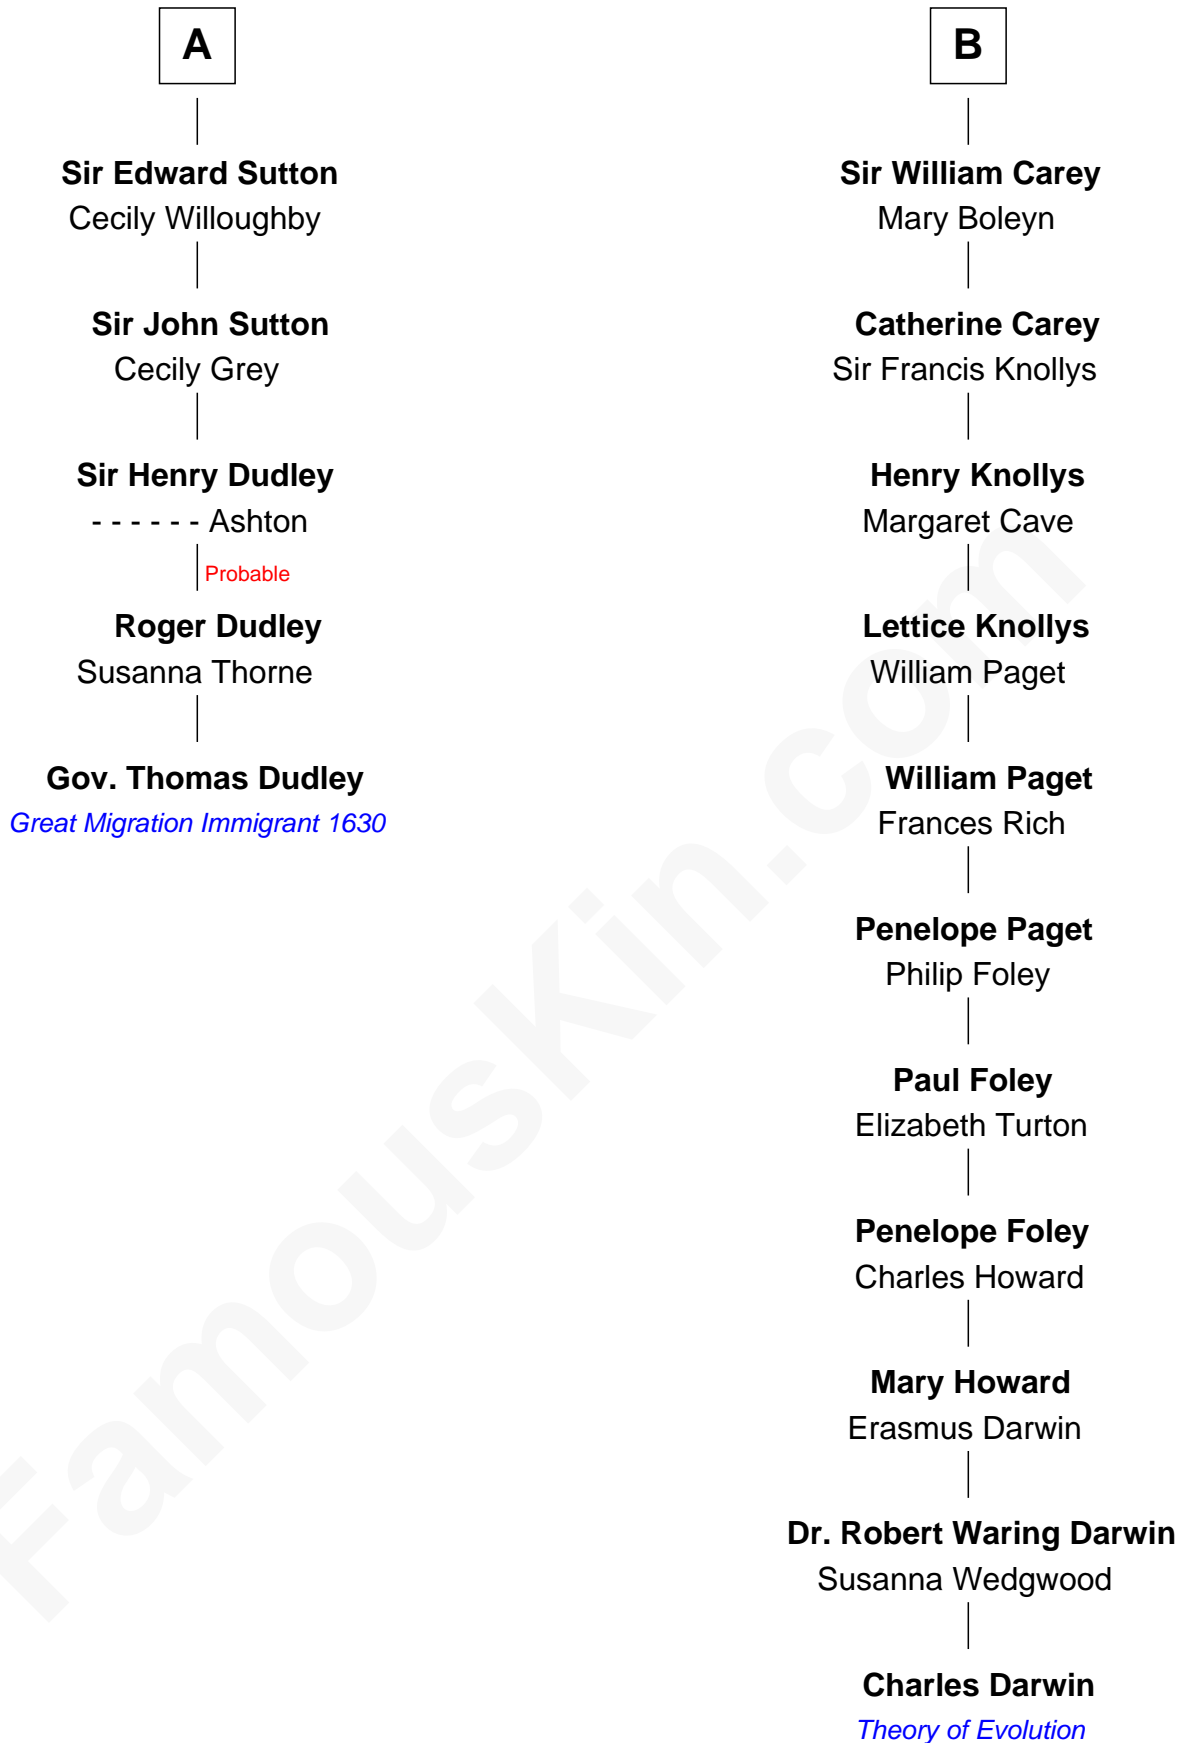 A
Sir Edward Sutton
Cecily Willoughby
Sir John Sutton
Cecily Grey
Sir Henry Dudley
- - - - - - Ashton
Probable
Roger Dudley
Susanna Thorne
Gov. Thomas Dudley
Great Migration Immigrant 1630
B
Sir William Carey
Mary Boleyn
Catherine Carey
Sir Francis Knollys
Henry Knollys
Margaret Cave
Lettice Knollys
William Paget
William Paget
Frances Rich
Penelope Paget
Philip Foley
Paul Foley
Elizabeth Turton
Penelope Foley
Charles Howard
Mary Howard
Erasmus Darwin
Dr. Robert Waring Darwin
Susanna Wedgwood
Charles Darwin
Theory of Evolution
FamousKin.com